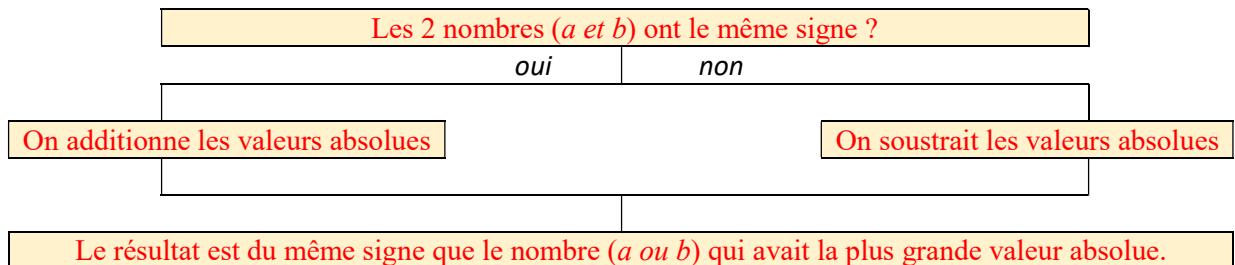 Les 2 nombres (a et b) ont le même signe ?
oui non
On additionne les valeurs absolues
On soustrait les valeurs absolues
Le résultat est du même signe que le nombre (a ou b) qui avait la plus grande valeur absolue.